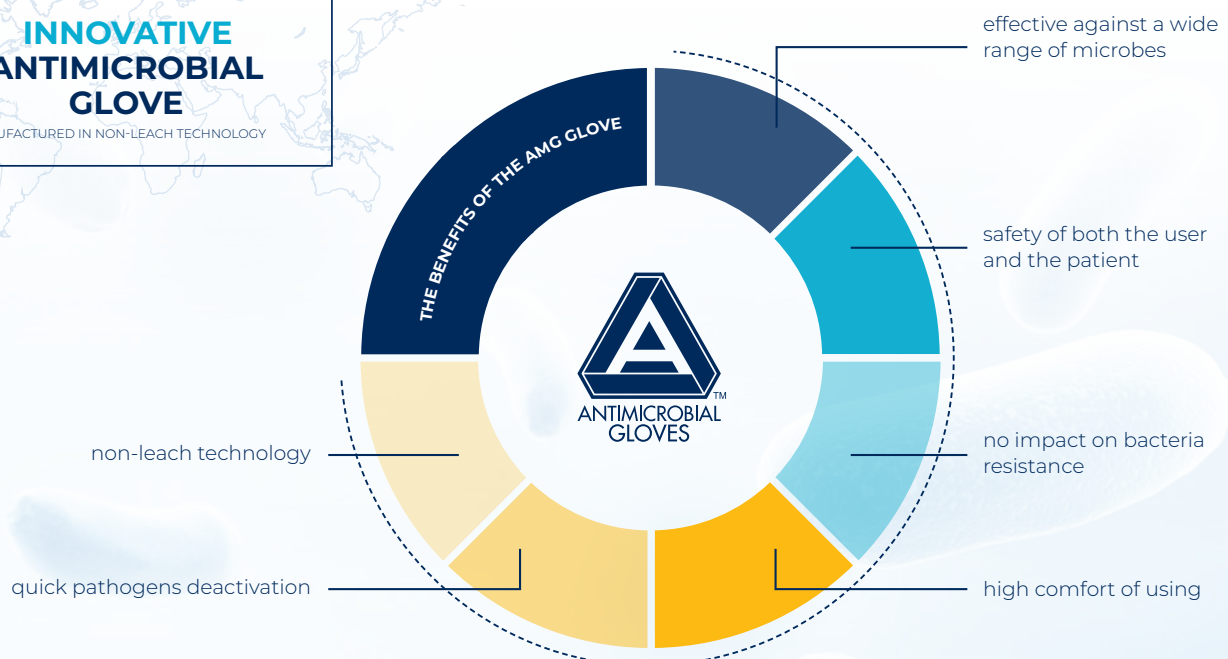 INNOVATIVE
ANTIMICROBIAL
GLOVE
UFACTURED IN NON-LEACH TECHNOLOGY
effective against a wide
range of microbes
THE BENEFITS OF THE AMG GLOVE
safety of both the user
and the patient
A
TM
ANTIMICROBIAL
GLOVES
non-leach technology
no impact on bacteria
resistance
quick pathogens deactivation
high comfort of using